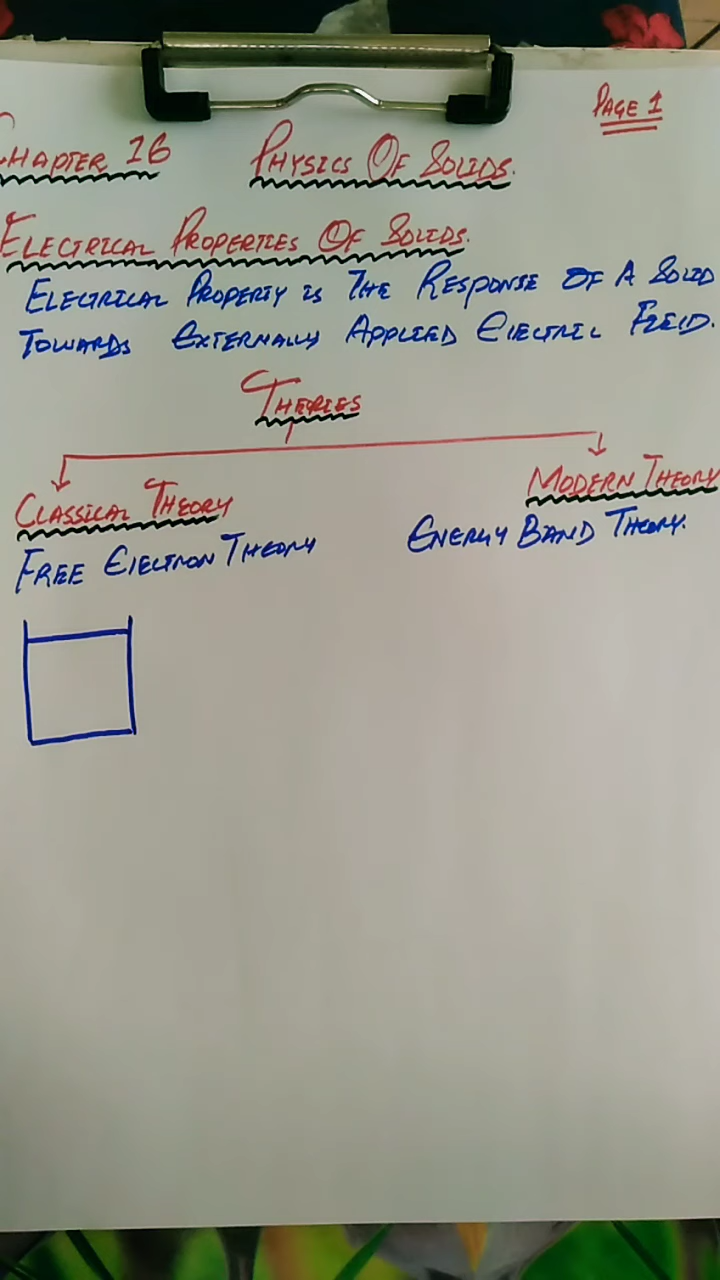 PAGE 1
CHAPTER 16 PHYSICS OF SOLIDS.
ELECTRICAL PROPERTIES OF SOLIDS.
ELECTRICAL PROPERTY IS THE RESPONSE OF A SOLID
TOWARDS EXTERNALLY APPLIED ELECTRIC FIELD.
THEORIES
CLASSICAL THEORY MODERN THEORY
FREE ELECTRON THEORY ENERGY BAND THEORY.